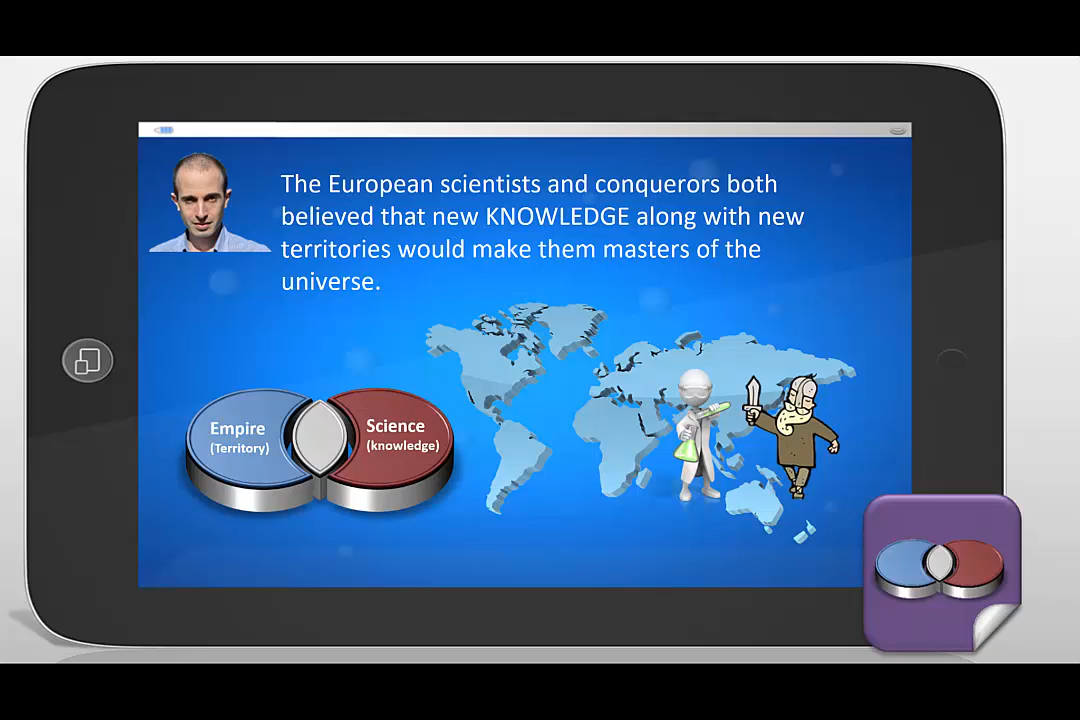 The European scientists and conquerors both
believed that new KNOWLEDGE along with new
territories would make them masters of the
universe.
Empire
(Territory)
Science
(knowledge)